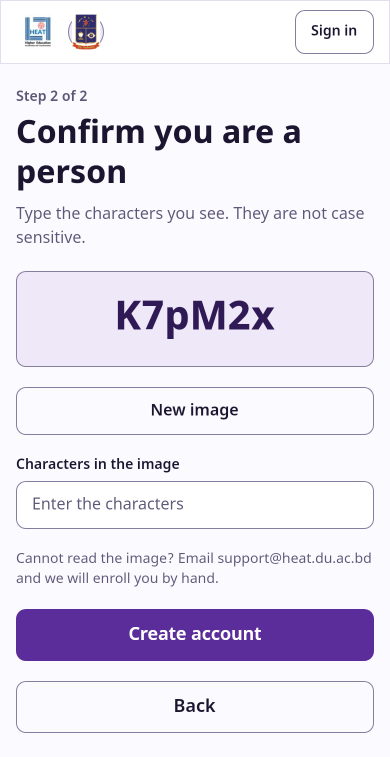 HEAT
Sign in
Step 2 of 2
Confirm you are a
person
Type the characters you see. They are not case
sensitive.
K7pM2x
New image
Characters in the image
Enter the characters
Cannot read the image? Email support@heat.du.ac.bd
and we will enroll you by hand.
Create account
Back